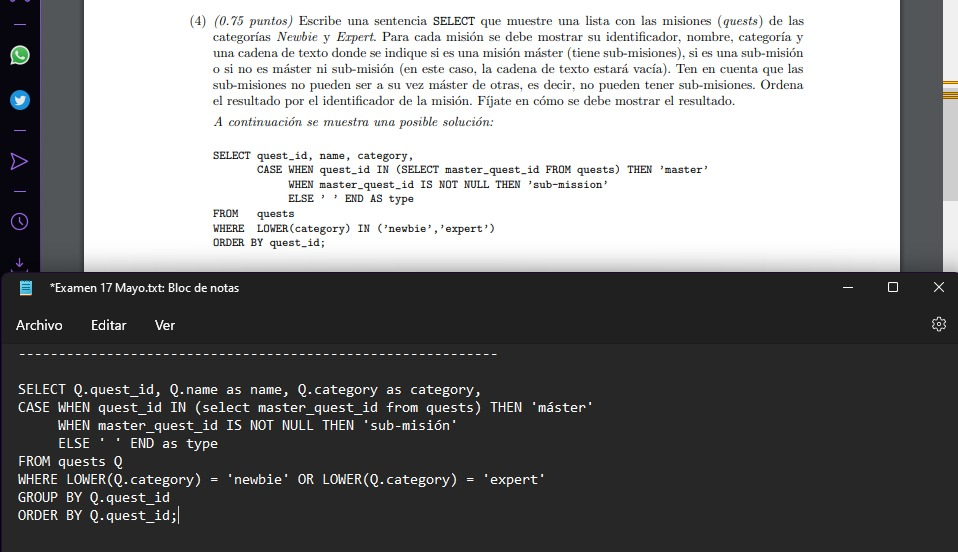 (4) (0.75 puntos) Escribe una sentencia SELECT que muestre una lista con las misiones (quests) de las
categorías Newbie y Expert. Para cada misión se debe mostrar su identificador, nombre, categoría y
una cadena de texto donde se indique si es una misión máster (tiene sub-misiones), si es una sub-misión
o si no es máster ni sub-misión (en este caso, la cadena de texto estará vacía). Ten en cuenta que las
sub-misiones no pueden ser a su vez máster de otras, es decir, no pueden tener sub-misiones. Ordena
el resultado por el identificador de la misión. Fíjate en cómo se debe mostrar el resultado.
A continuación se muestra una posible solución:
SELECT quest_id, name, category,
CASE WHEN quest_id IN (SELECT master_quest_id FROM quests) THEN 'master'
WHEN master_quest_id IS NOT NULL THEN 'sub-mission'
ELSE ' ' END AS type
FROM quests
WHERE LOWER(category) IN ('newbie','expert')
ORDER BY quest_id;
*Examen 17 Mayo.txt: Bloc de notas
Archivo Editar Ver
------------------------------------------------------------
SELECT Q.quest_id, Q.name as name, Q.category as category,
CASE WHEN quest_id IN (select master_quest_id from quests) THEN 'máster'
WHEN master_quest_id IS NOT NULL THEN 'sub-misión'
ELSE ' ' END as type
FROM quests Q
WHERE LOWER(Q.category) = 'newbie' OR LOWER(Q.category) = 'expert'
GROUP BY Q.quest_id
ORDER BY Q.quest_id;